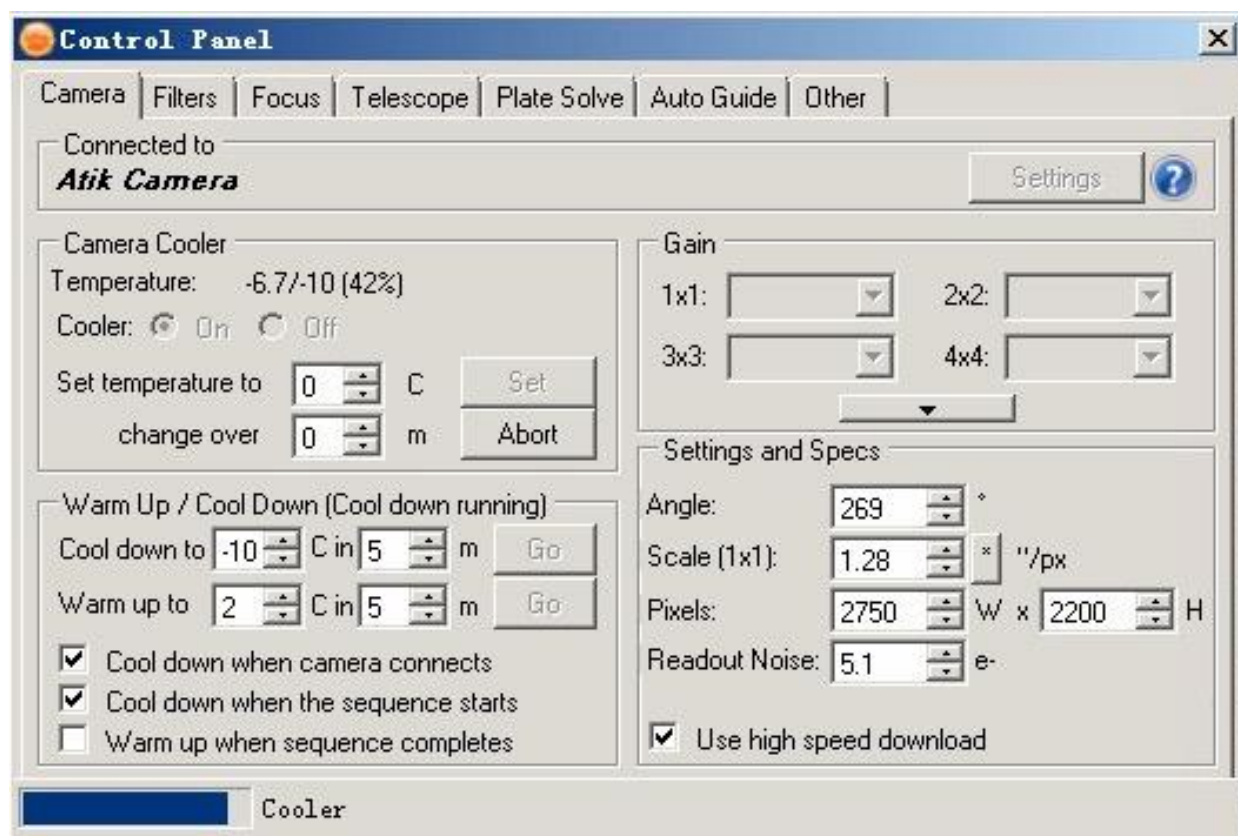 Control Panel
Camera Filters Focus Telescope Plate Solve Auto Guide Other
Connected to
Atik Camera
Settings ?
Camera Cooler
Temperature: -6.7/-10 (42%)
Cooler: On Off
Set temperature to 0 C Set
change over 0 m Abort
Warm Up / Cool Down (Cool down running)
Cool down to -10 C in 5 m Go
Warm up to 2 C in 5 m Go
Cool down when camera connects
Cool down when the sequence starts
Warm up when sequence completes
Gain
1x1: 2x2:
3x3: 4x4:
Settings and Specs
Angle: 269 °
Scale (1x1): 1.28 * "/px
Pixels: 2750 W x 2200 H
Readout Noise: 5.1 e-
Use high speed download
Cooler